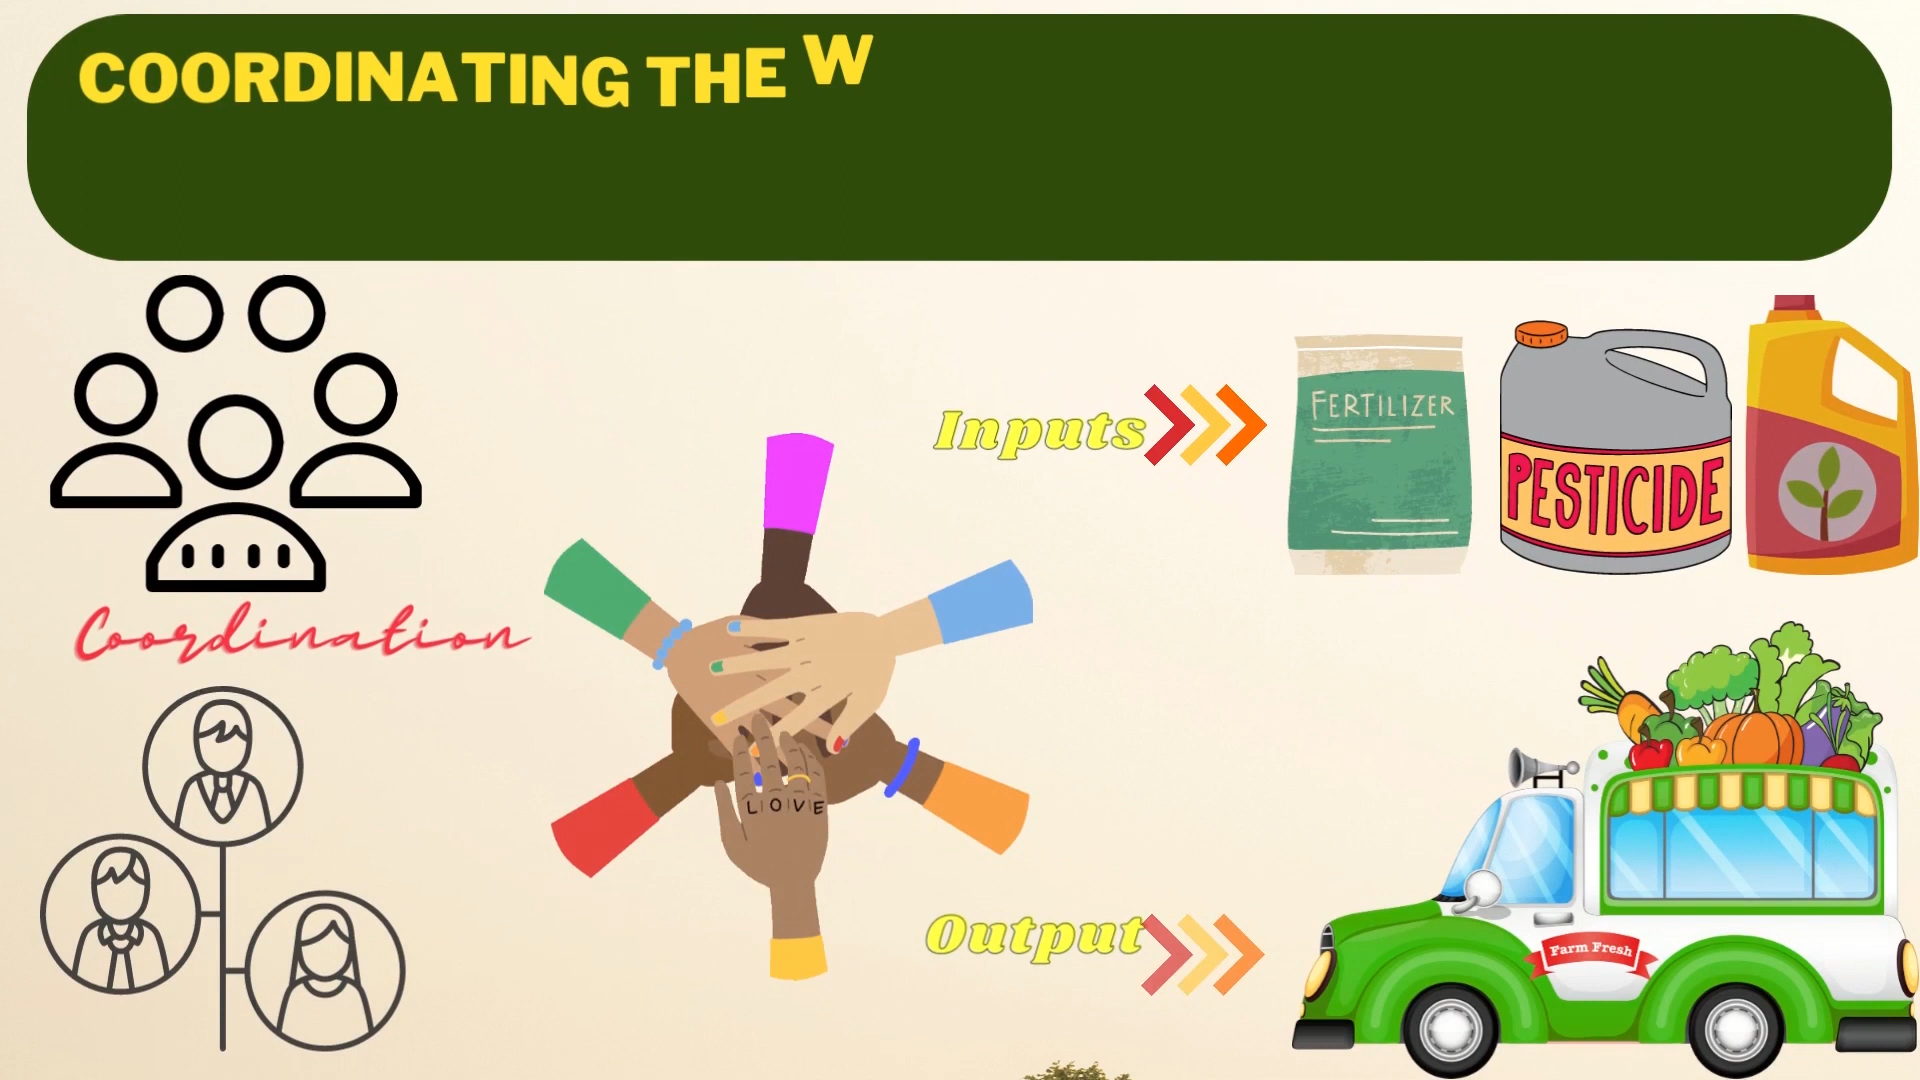 COORDINATING THE W
Inputs
FERTILIZER
PESTICIDE
Coordination
LOVE
Output
Farm Fresh